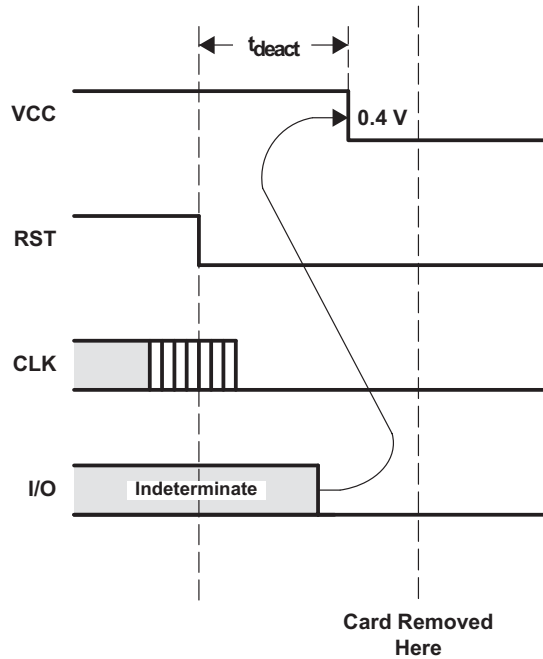 tdeact
VCC
0.4 V
RST
CLK
I/O
Indeterminate
Card Removed
Here